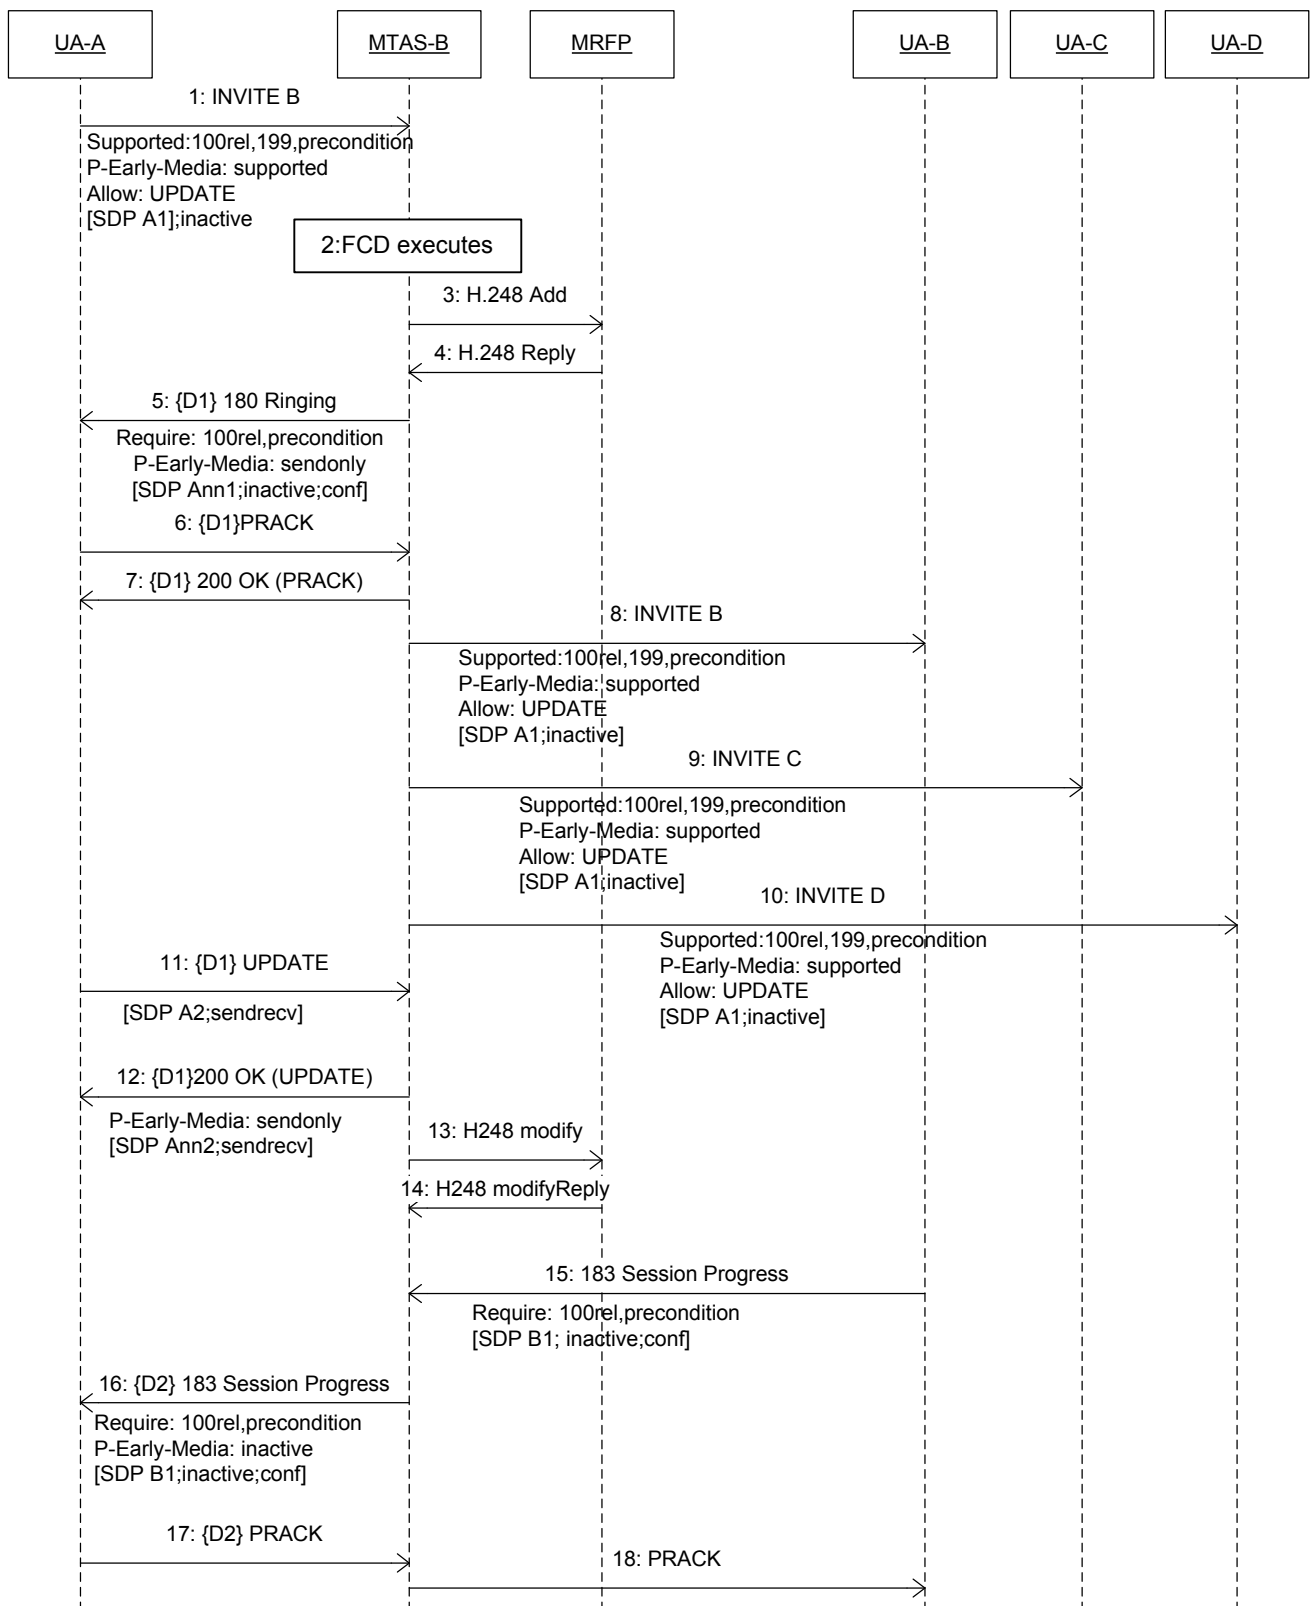 UA-A
MTAS-B
MRFP
UA-B
UA-C
UA-D
1: INVITE B
Supported:100rel,199,precondition
P-Early-Media: supported
Allow: UPDATE
[SDP A1];inactive
2:FCD executes
3: H.248 Add
4: H.248 Reply
5: {D1} 180 Ringing
Require: 100rel,precondition
P-Early-Media: sendonly
[SDP Ann1;inactive;conf]
6: {D1}PRACK
7: {D1} 200 OK (PRACK)
8: INVITE B
Supported:100rel,199,precondition
P-Early-Media: supported
Allow: UPDATE
[SDP A1;inactive]
9: INVITE C
Supported:100rel,199,precondition
P-Early-Media: supported
Allow: UPDATE
[SDP A1;inactive]
10: INVITE D
Supported:100rel,199,precondition
P-Early-Media: supported
Allow: UPDATE
[SDP A1;inactive]
11: {D1} UPDATE
[SDP A2;sendrecv]
12: {D1}200 OK (UPDATE)
P-Early-Media: sendonly
[SDP Ann2;sendrecv]
13: H248 modify
14: H248 modifyReply
15: 183 Session Progress
Require: 100rel,precondition
[SDP B1; inactive;conf]
16: {D2} 183 Session Progress
Require: 100rel,precondition
P-Early-Media: inactive
[SDP B1;inactive;conf]
17: {D2} PRACK
18: PRACK